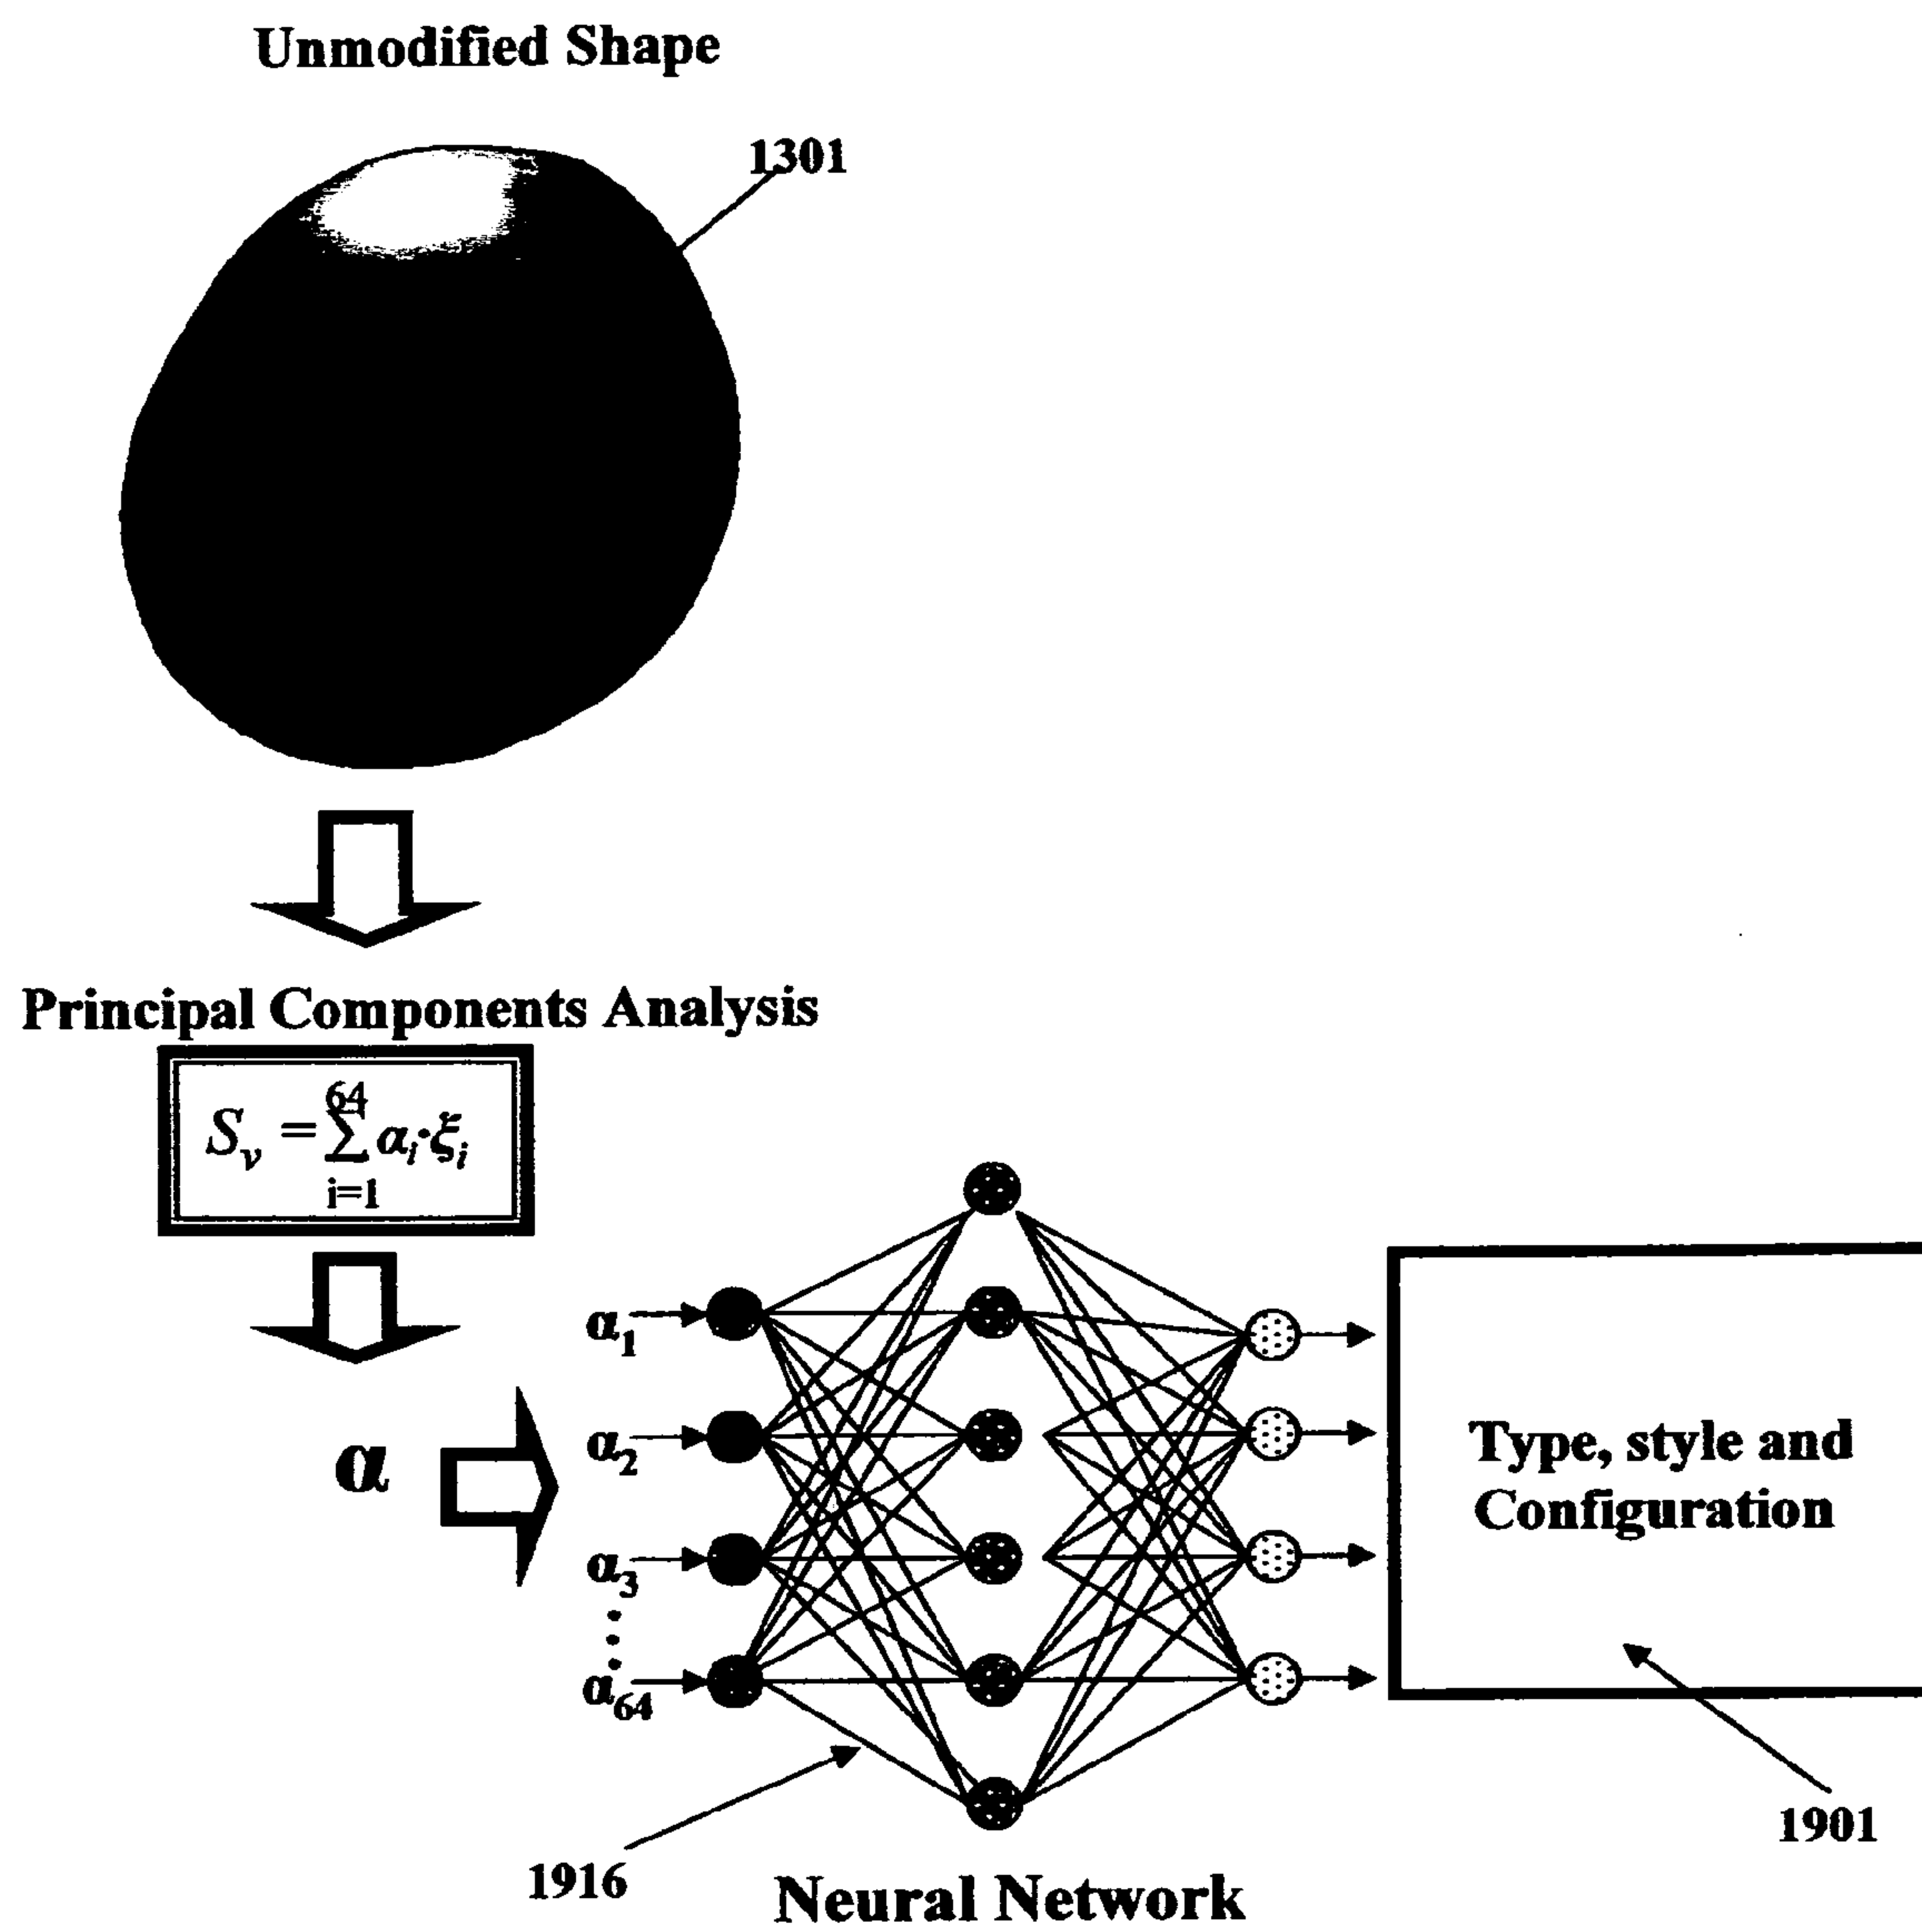 Unmodified Shape
1301
Principal Components Analysis
64
S_v = Σ α_i·ξ_i
i=1
α
α_1
α_2
α_3
α_64
Type, style and
Configuration
1901
1916
Neural Network